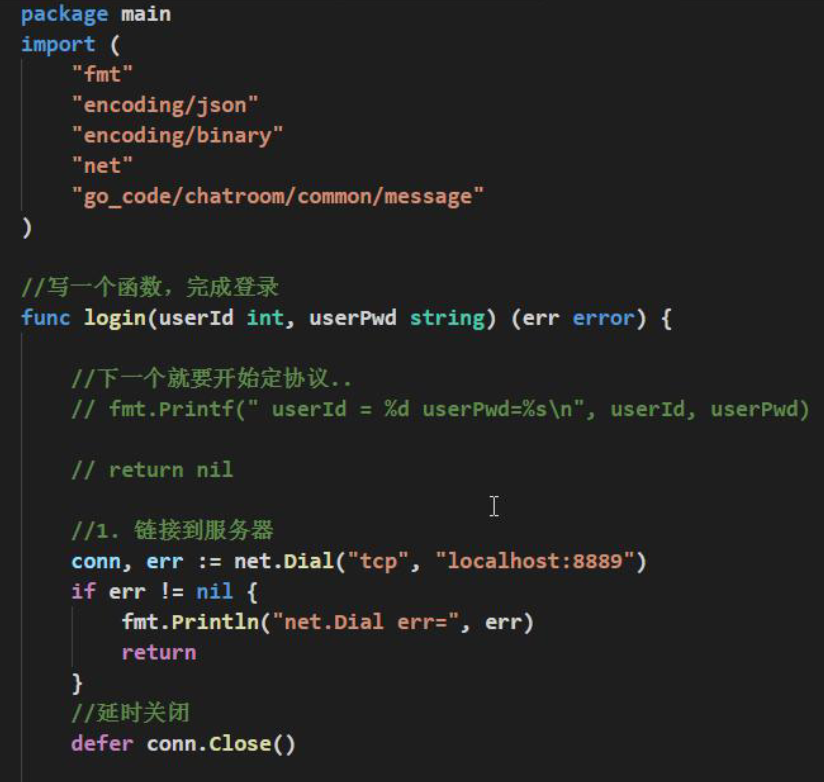 package main
import (
    "fmt"
    "encoding/json"
    "encoding/binary"
    "net"
    "go_code/chatroom/common/message"
)
//写一个函数，完成登录
func login(userId int, userPwd string) (err error) {
    //下一个就要开始定协议..
    // fmt.Printf(" userId = %d userPwd=%s\n", userId, userPwd)
    // return nil
    //1. 链接到服务器
    conn, err := net.Dial("tcp", "localhost:8889")
    if err != nil {
        fmt.Println("net.Dial err=", err)
        return
    }
    //延时关闭
    defer conn.Close()